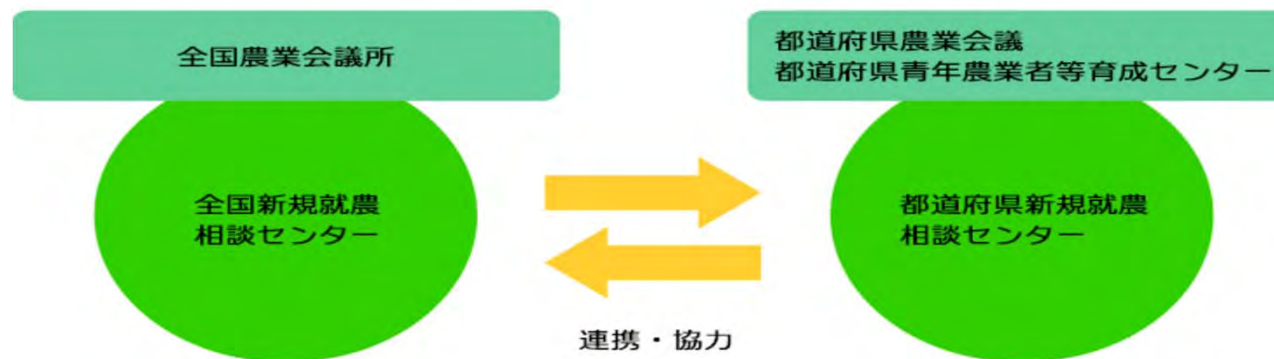 全国農業会議所
都道府県農業会議
都道府県青年農業者等育成センター
全国新規就農
相談センター
都道府県新規就農
相談センター
連携・協力